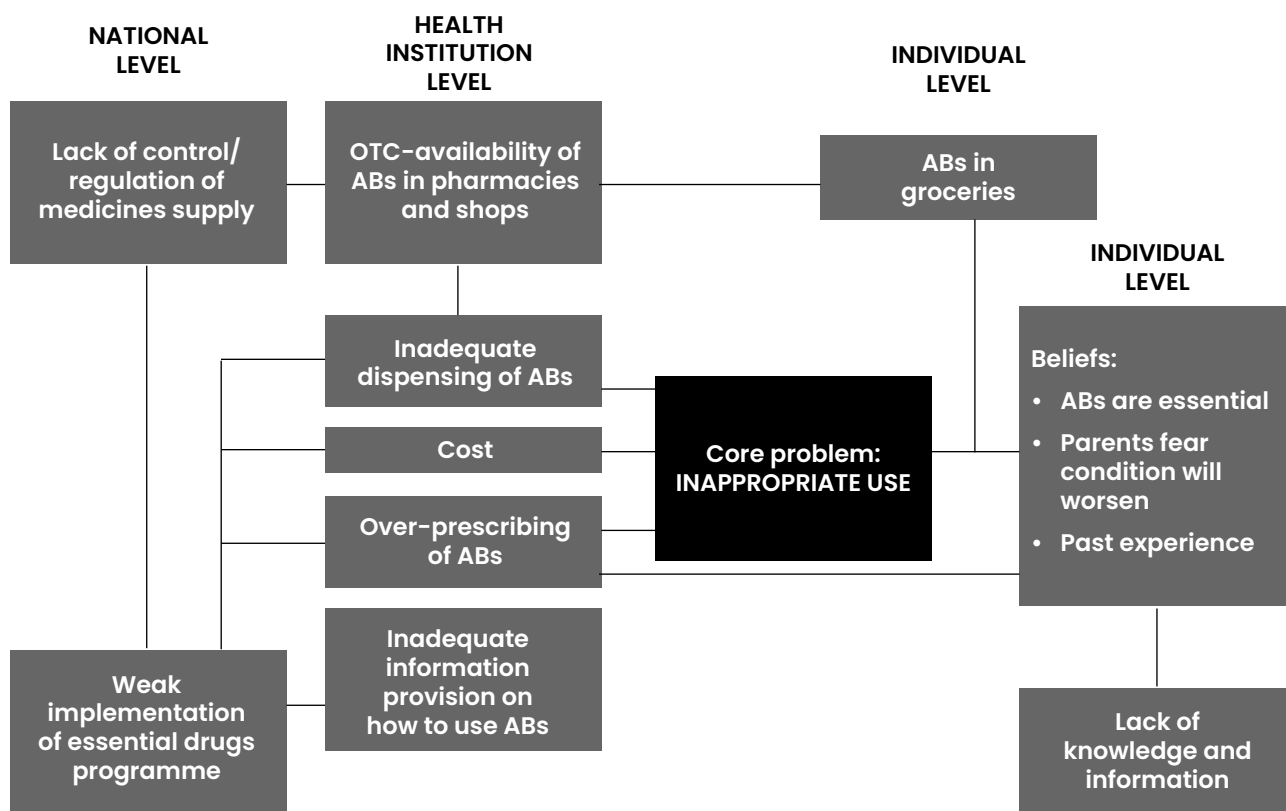 NATIONAL
LEVEL
HEALTH
INSTITUTION
LEVEL
INDIVIDUAL
LEVEL
Lack of control/
regulation of
medicines supply
OTC-availability of
ABs in pharmacies
and shops
ABs in
groceries
INDIVIDUAL
LEVEL
Inadequate
dispensing of ABs
Cost
Over-prescribing
of ABs
Core problem:
INAPPROPRIATE USE
Beliefs:
• ABs are essential
• Parents fear
condition will
worsen
• Past experience
Weak
implementation
of essential drugs
programme
Inadequate
information
provision on
how to use ABs
Lack of
knowledge and
information